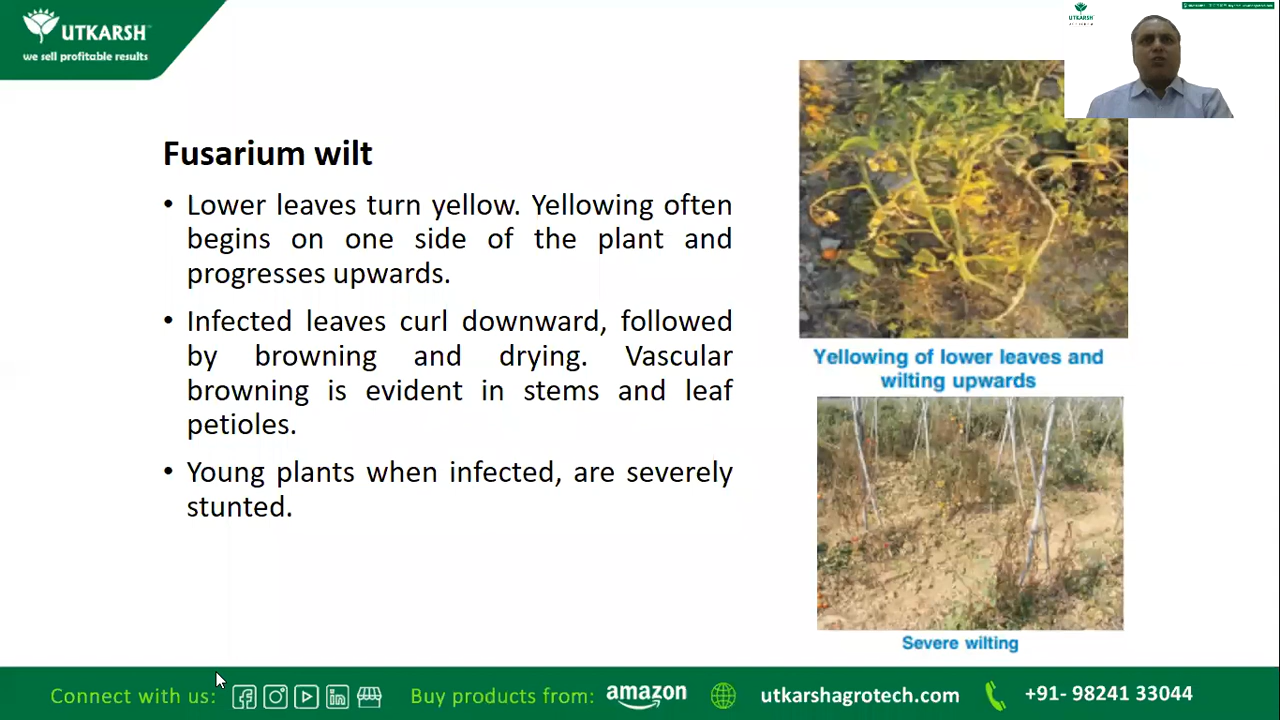 UTKARSH
we sell profitable results
UTKARSH
Fusarium wilt
• Lower leaves turn yellow. Yellowing often
begins on one side of the plant and
progresses upwards.
• Infected leaves curl downward, followed
by browning and drying. Vascular
browning is evident in stems and leaf
petioles.
• Young plants when infected, are severely
stunted.
Yellowing of lower leaves and
wilting upwards
Severe wilting
Connect with us:
Buy products from: amazon
utkarshagrotech.com
+91- 98241 33044